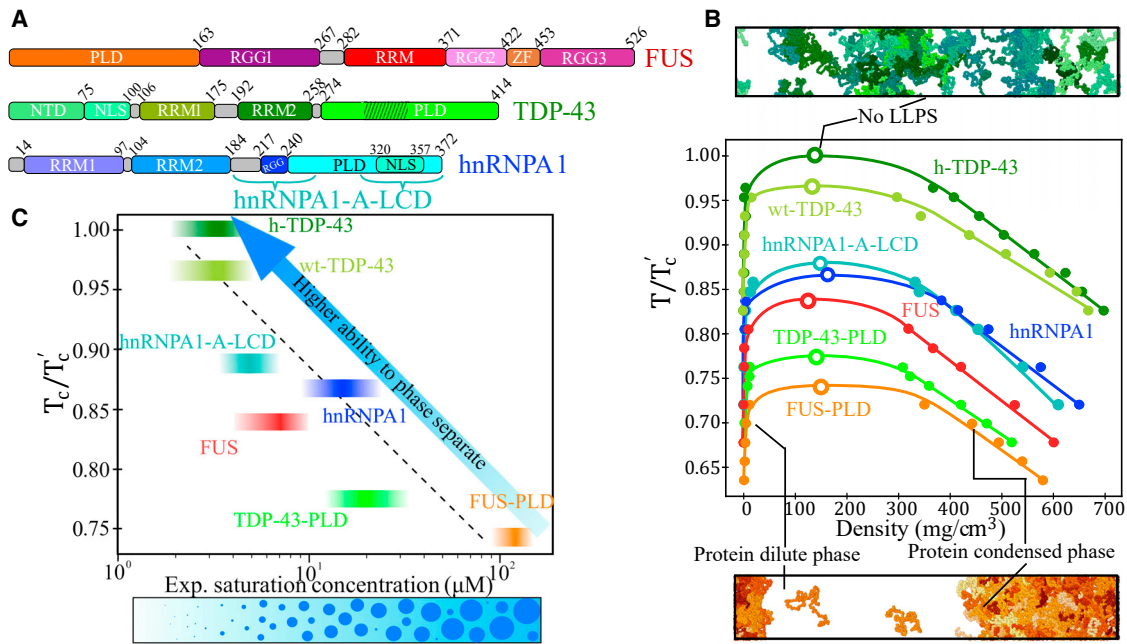 A
163
267
282
371
422
453
526
PLD
RGG1
RRM
RGG2
ZF
RGG3
FUS
75
100
106
175
192
258
274
414
NTD
NLS
RRM1
RRM2
PLD
TDP-43
14
97
104
184
217
240
320
357
372
RRM1
RRM2
RGG
PLD
NLS
hnRNPA1
hnRNPA1-A-LCD
B
No LLPS
T/Tc′
1.00
0.95
0.90
0.85
0.80
0.75
0.70
0.65
h-TDP-43
wt-TDP-43
hnRNPA1-A-LCD
hnRNPA1
FUS
TDP-43-PLD
FUS-PLD
0
100
200
300
400
500
600
700
Density (mg/cm³)
Protein dilute phase
Protein condensed phase
C
Tc/Tc′
1.00
0.95
0.90
0.85
0.80
0.75
h-TDP-43
wt-TDP-43
hnRNPA1-A-LCD
hnRNPA1
FUS
TDP-43-PLD
FUS-PLD
Higher ability to phase separate
10⁰
10¹
10²
Exp. saturation concentration (μM)